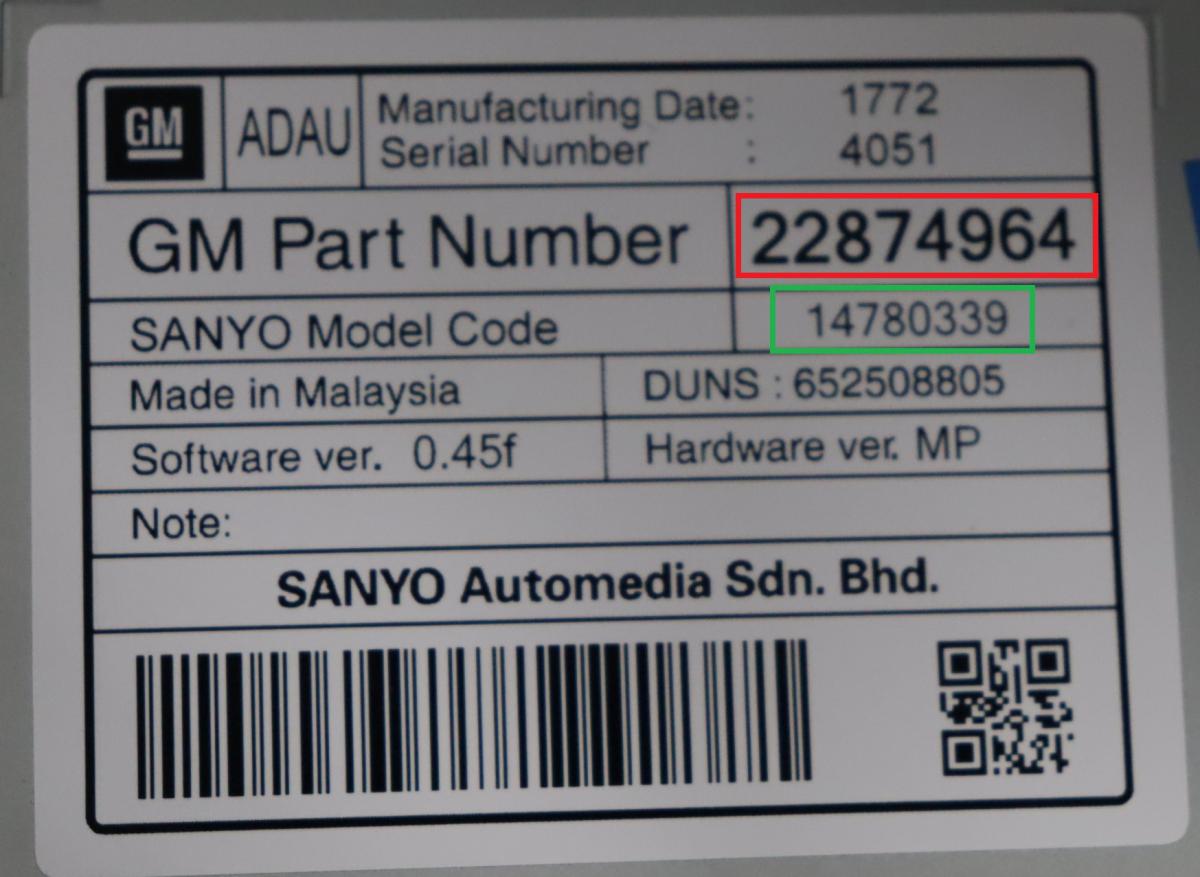 GM ADAU Manufacturing Date: 1772
Serial Number : 4051
GM Part Number 22874964
SANYO Model Code 14780339
Made in Malaysia DUNS : 652508805
Software ver. 0.45f Hardware ver. MP
Note:
SANYO Automedia Sdn. Bhd.